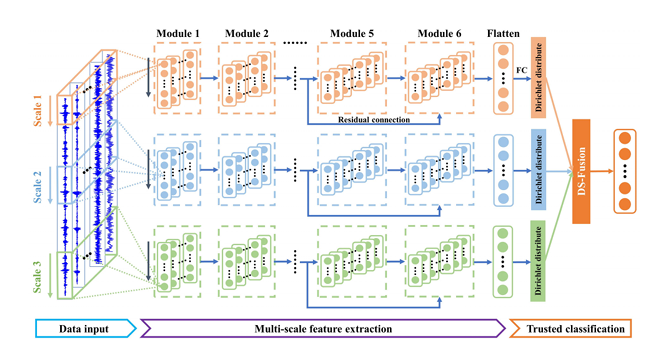 Module 1 Module 2 ...... Module 5 Module 6 Flatten
Scale 1
FC
Dirichlet distribute
Residual connection
Scale 2
Dirichlet distribute
DS-Fusion
Scale 3
Dirichlet distribute
Data input
Multi-scale feature extraction
Trusted classification